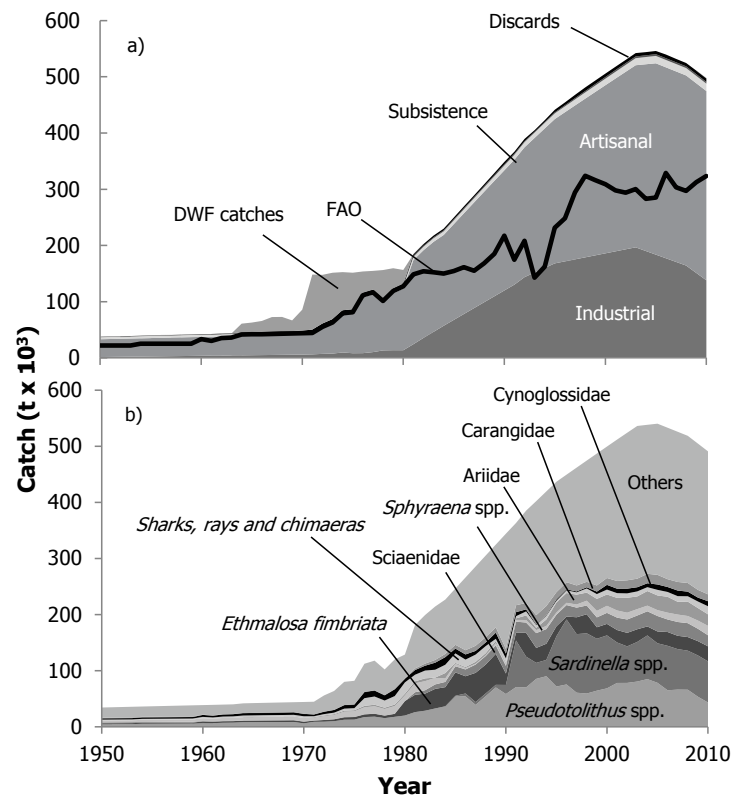 600
500
400
300
200
100
0
a)
Discards
Subsistence
Artisanal
DWF catches
FAO
Industrial
Catch (t x 10³)
600
500
400
300
200
100
0
b)
Cynoglossidae
Carangidae
Ariidae
Others
Sphyraena spp.
Sharks, rays and chimaeras
Sciaenidae
Ethmalosa fimbriata
Sardinella spp.
Pseudotolithus spp.
1950 1960 1970 1980 1990 2000 2010
Year